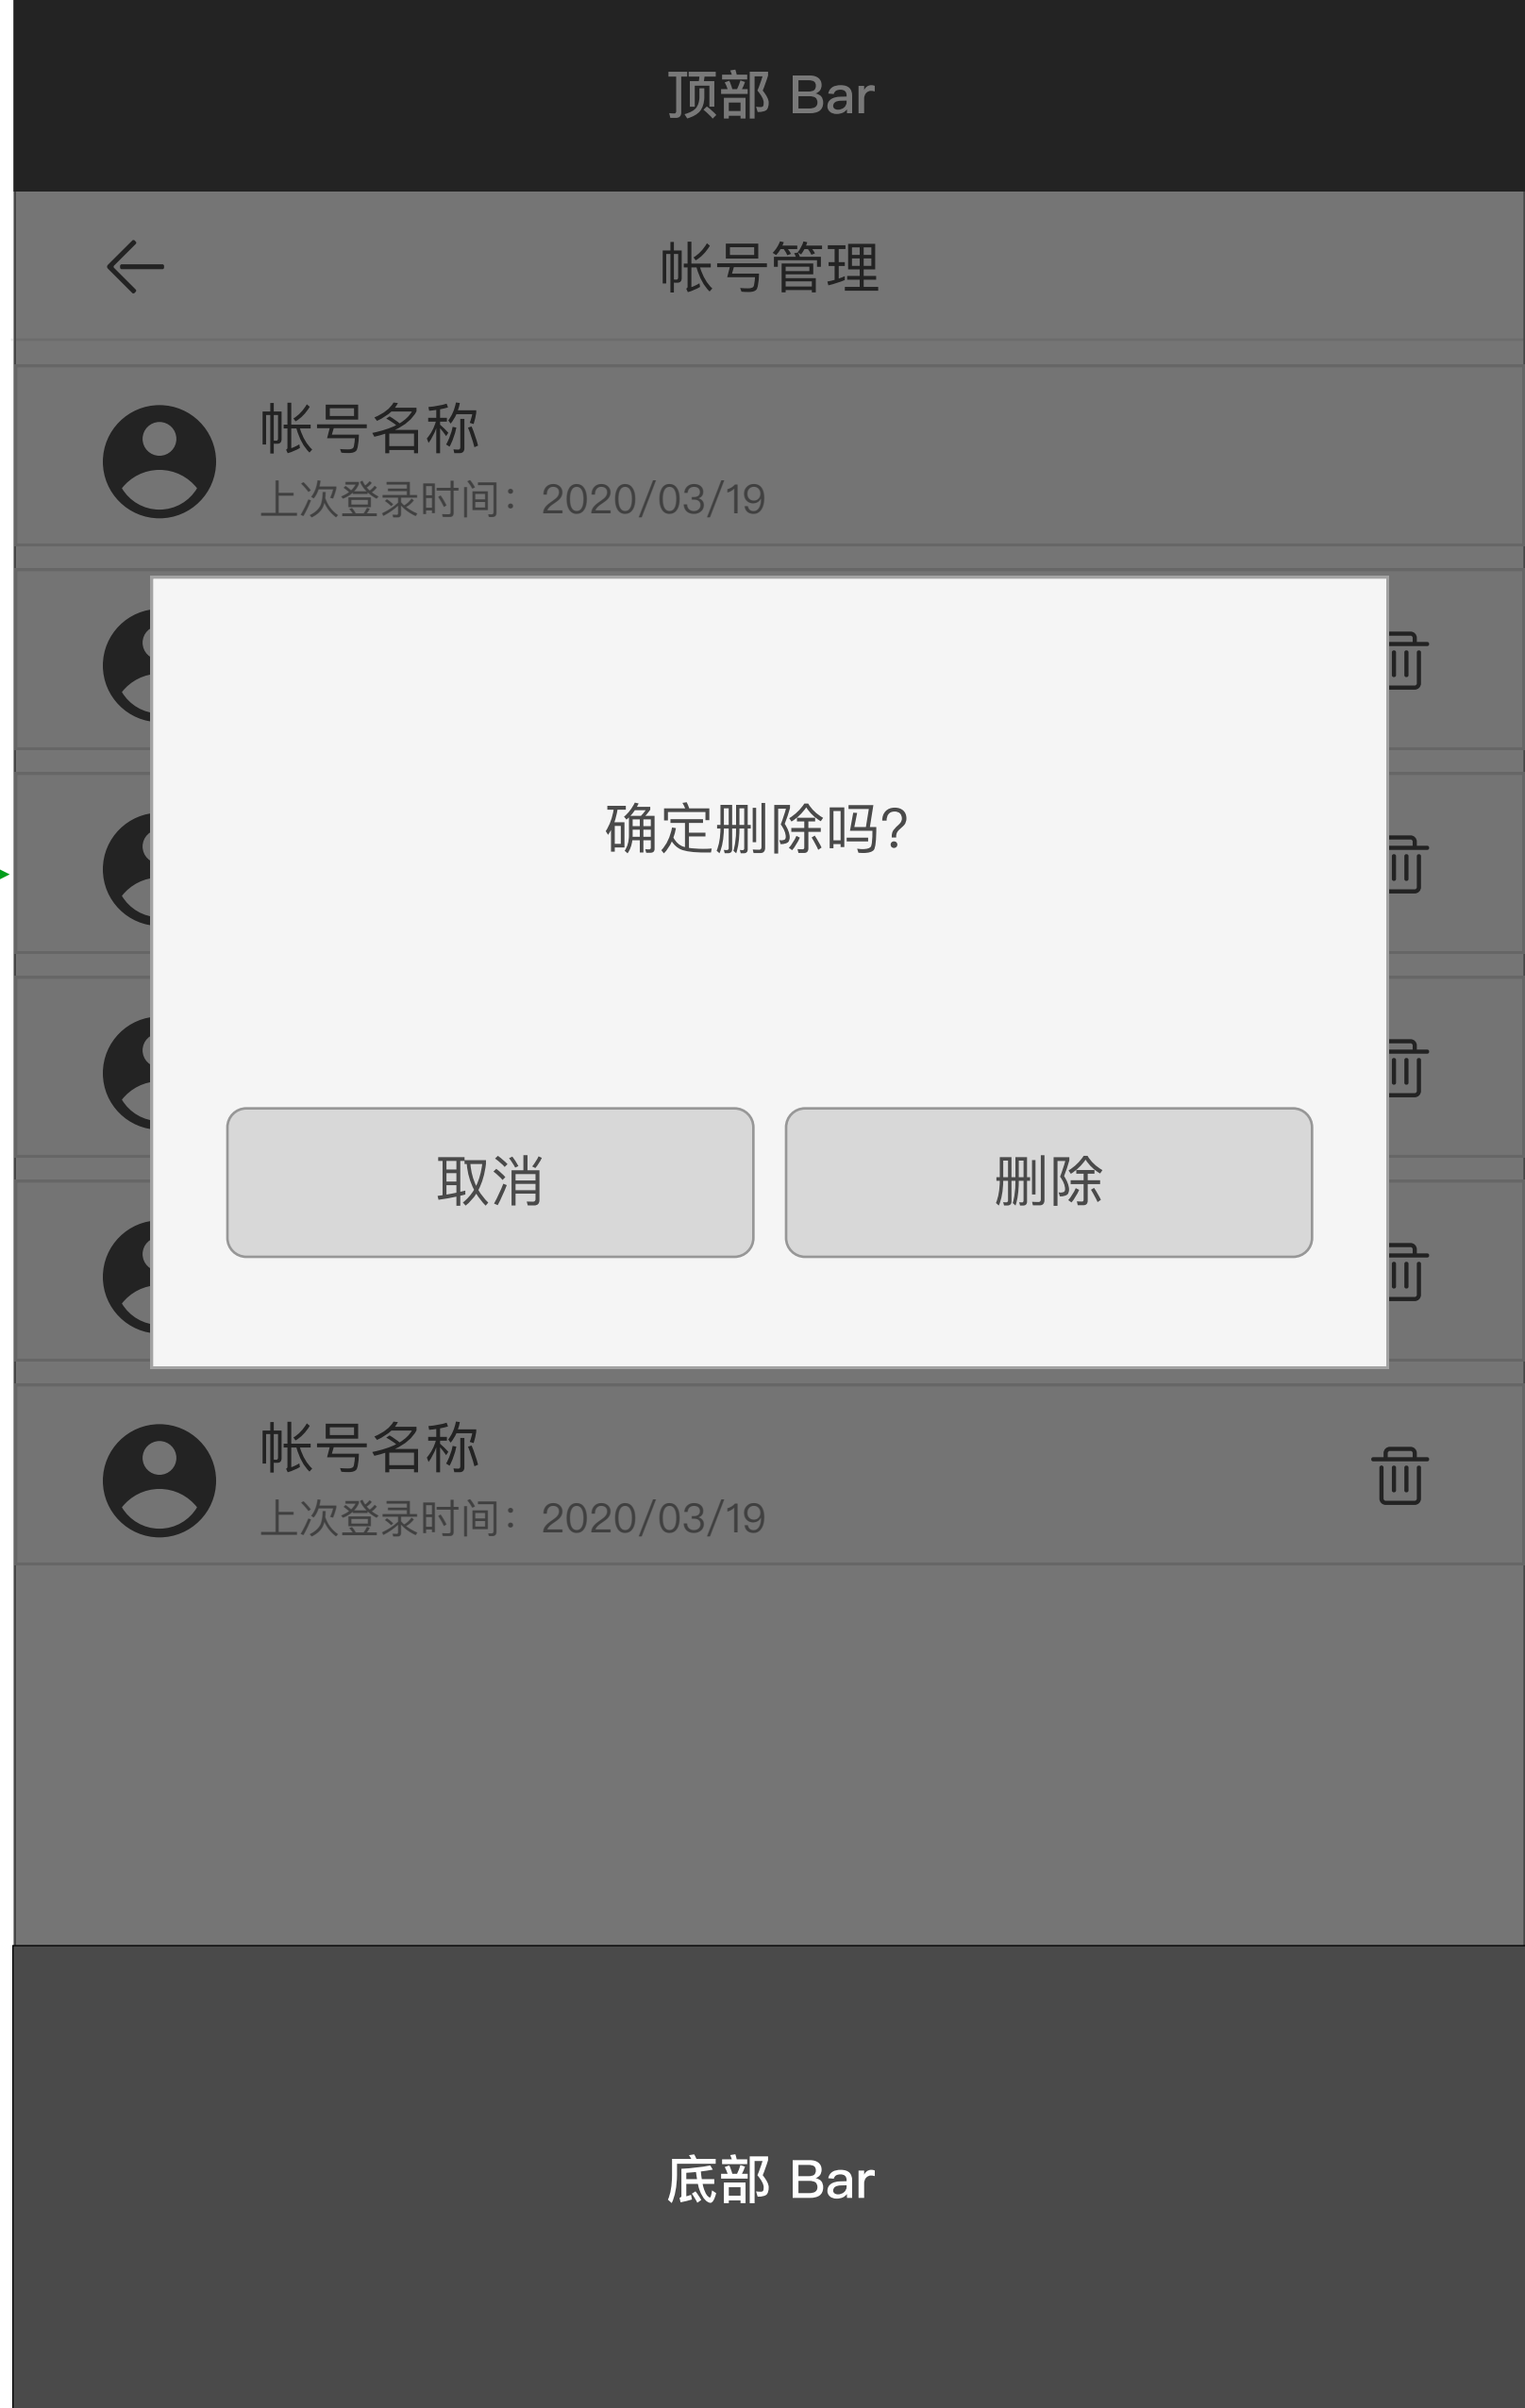 顶部 Bar
帐号管理
帐号名称
上次登录时间：2020/03/19
确定删除吗？
取消
删除
帐号名称
上次登录时间：2020/03/19
底部 Bar